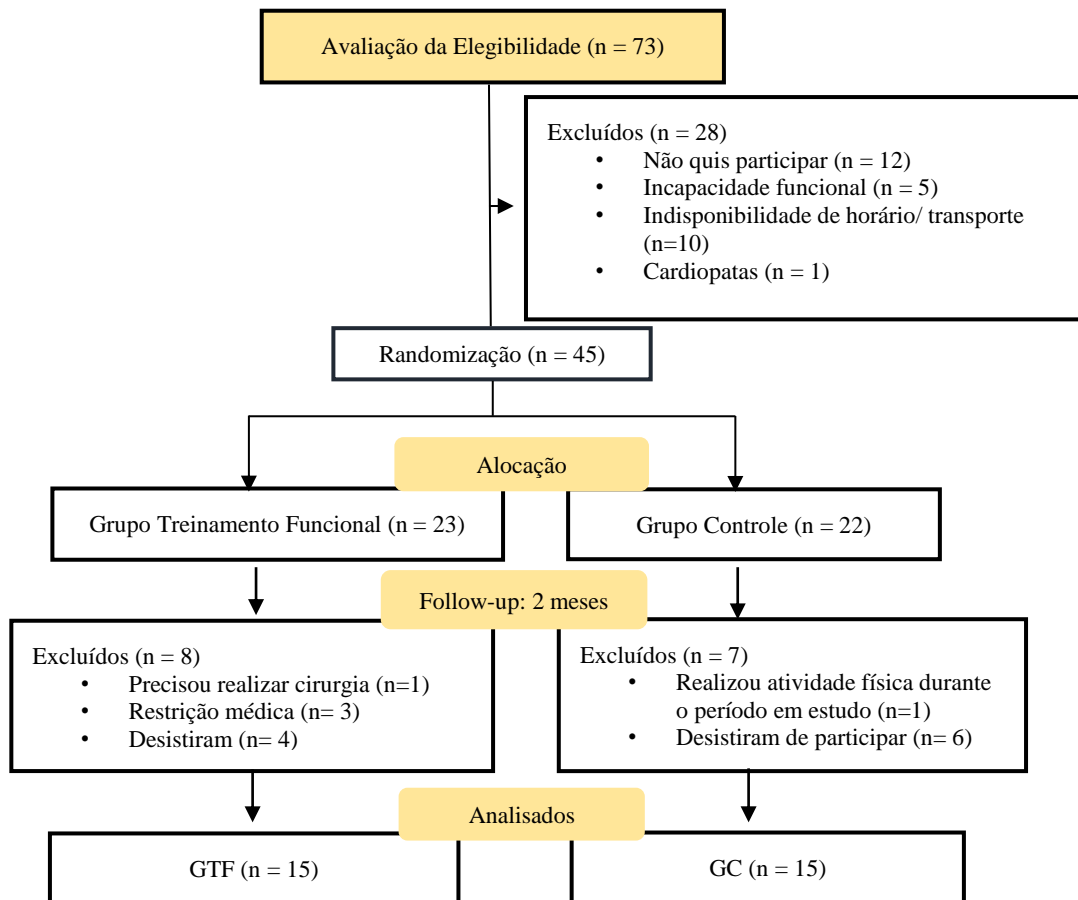 Avaliação da Elegibilidade (n = 73)
Excluídos (n = 28)
• Não quis participar (n = 12)
• Incapacidade funcional (n = 5)
• Indisponibilidade de horário/ transporte
(n=10)
• Cardiopatas (n = 1)
Randomização (n = 45)
Alocação
Grupo Treinamento Funcional (n = 23)
Grupo Controle (n = 22)
Follow-up: 2 meses
Excluídos (n = 8)
• Precisou realizar cirurgia (n=1)
• Restrição médica (n= 3)
• Desistiram (n= 4)
Excluídos (n = 7)
• Realizou atividade física durante
o período em estudo (n=1)
• Desistiram de participar (n= 6)
Analisados
GTF (n = 15)
GC (n = 15)